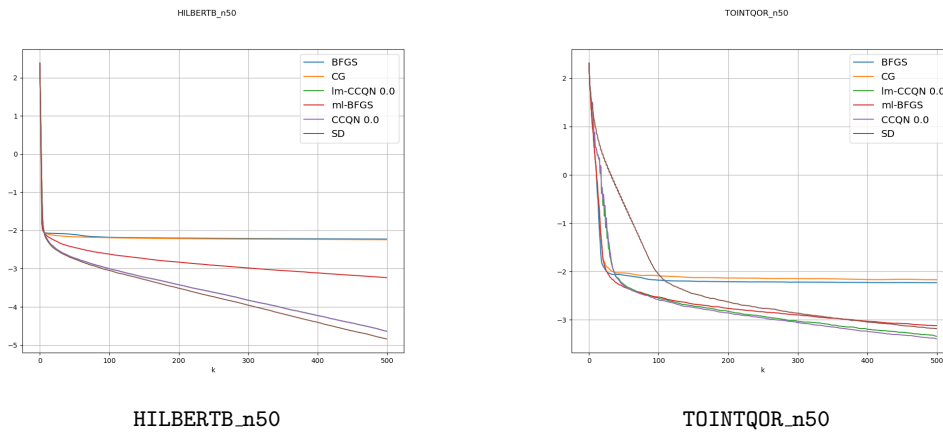 HILBERTB_n50
2
1
0
−1
−2
−3
−4
−5
0
100
200
300
400
500
k
BFGS
CG
lm-CCQN 0.0
ml-BFGS
CCQN 0.0
SD
HILBERTB_n50
TOINTQOR_n50
2
1
0
−1
−2
−3
0
100
200
300
400
500
k
BFGS
CG
lm-CCQN 0.0
ml-BFGS
CCQN 0.0
SD
TOINTQOR_n50